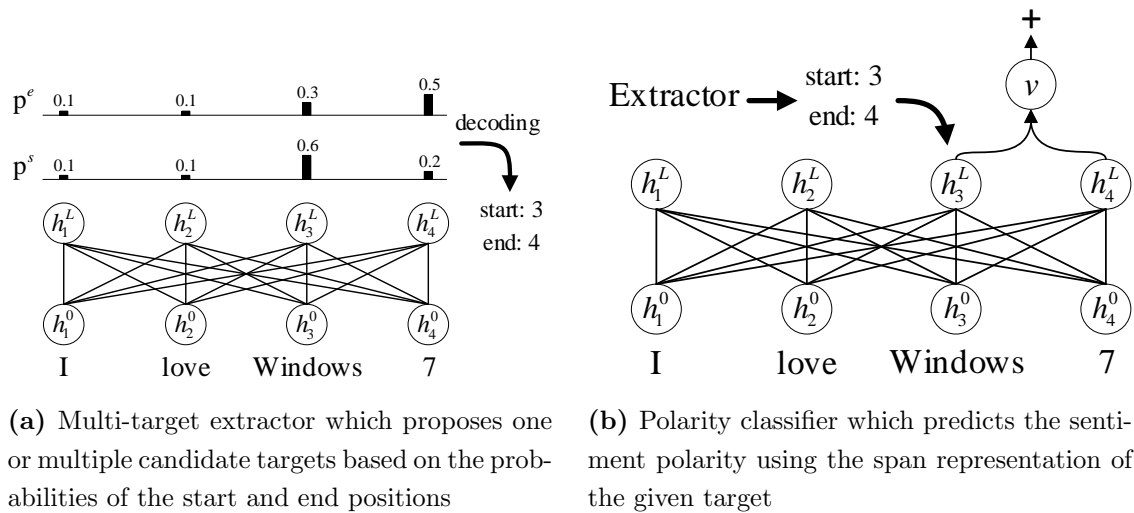 p^e 0.1 0.1 0.3 0.5
decoding
p^s 0.1 0.1 0.6 0.2
start: 3
end: 4
h_1^L h_2^L h_3^L h_4^L
h_1^0 h_2^0 h_3^0 h_4^0
I love Windows 7
(a) Multi-target extractor which proposes one
or multiple candidate targets based on the prob-
abilities of the start and end positions
+
v
Extractor
start: 3
end: 4
h_1^L h_2^L h_3^L h_4^L
h_1^0 h_2^0 h_3^0 h_4^0
I love Windows 7
(b) Polarity classifier which predicts the senti-
ment polarity using the span representation of
the given target